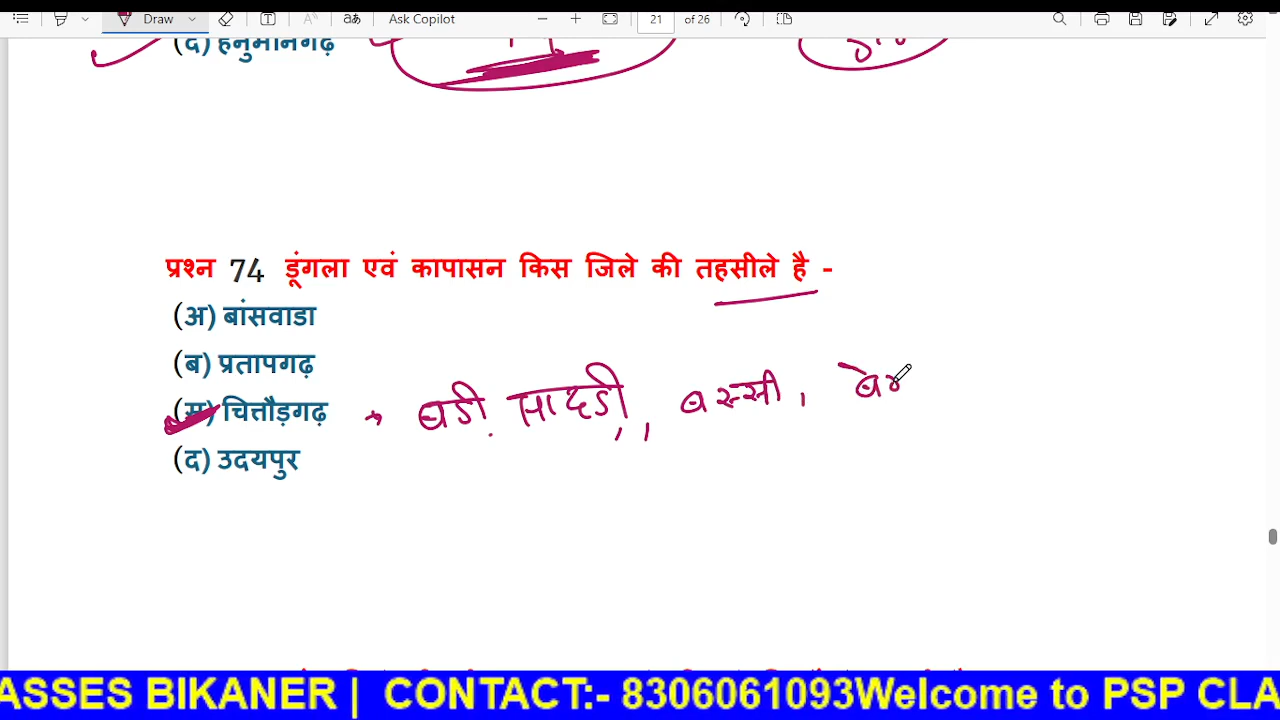 Draw
Ask Copilot
21 of 26
(द) हनुमानगढ़
प्रश्न 74 डूंगला एवं कापासन किस जिले की तहसीले है -
(अ) बांसवाडा
(ब) प्रतापगढ़
(स) चित्तौड़गढ़ → बडी सादडी, , बस्सी, बे
(द) उदयपुर
ASSES BIKANER | CONTACT:- 8306061093Welcome to PSP CLA